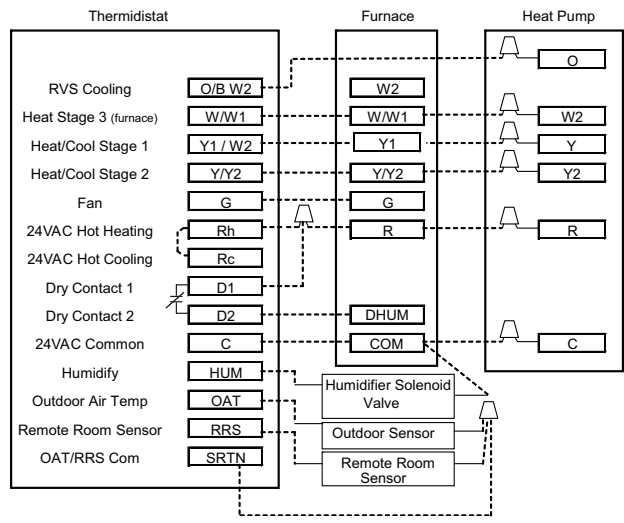 Thermidistat Furnace Heat Pump
O
RVS Cooling O/B W2 W2
Heat Stage 3 (furnace) W/W1 W/W1 W2
Heat/Cool Stage 1 Y1 / W2 Y1 Y
Heat/Cool Stage 2 Y/Y2 Y/Y2 Y2
Fan G G
24VAC Hot Heating Rh R R
24VAC Hot Cooling Rc
Dry Contact 1 D1
Dry Contact 2 D2 DHUM
24VAC Common C COM C
Humidify HUM
Humidifier Solenoid
Valve
Outdoor Air Temp OAT
Outdoor Sensor
Remote Room Sensor RRS
Remote Room
Sensor
OAT/RRS Com SRTN